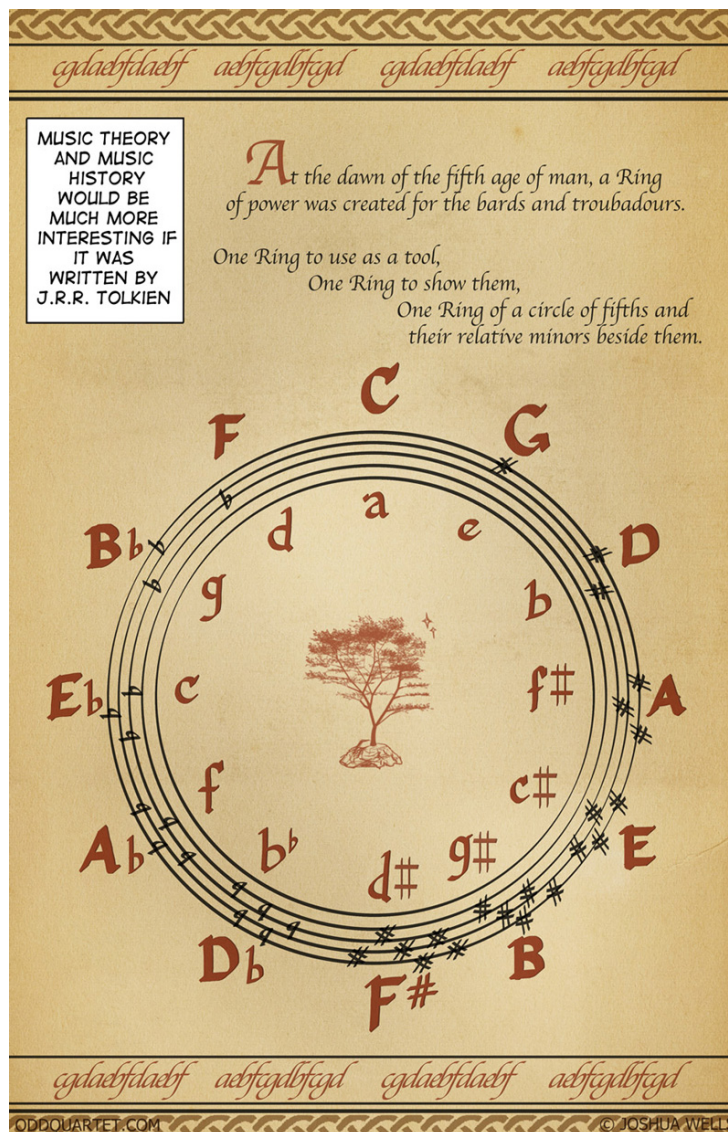 cgdaebfdaebf aebfcgdbfcgd cgdaebfdaebf aebfcgdbfcgd
MUSIC THEORY
AND MUSIC
HISTORY
WOULD BE
MUCH MORE
INTERESTING IF
IT WAS
WRITTEN BY
J.R.R. TOLKIEN
At the dawn of the fifth age of man, a Ring
of power was created for the bards and troubadours.
One Ring to use as a tool,
One Ring to show them,
One Ring of a circle of fifths and
their relative minors beside them.
C
F G
a
d e
B♭ D
g b
E♭ c f♯ A
f c♯
A♭ b♭ g♯ E
d♯
D♭ B
F♯
cgdaebfdaebf aebfcgdbfcgd cgdaebfdaebf aebfcgdbfcgd
ODDQUARTET.COM © JOSHUA WELL